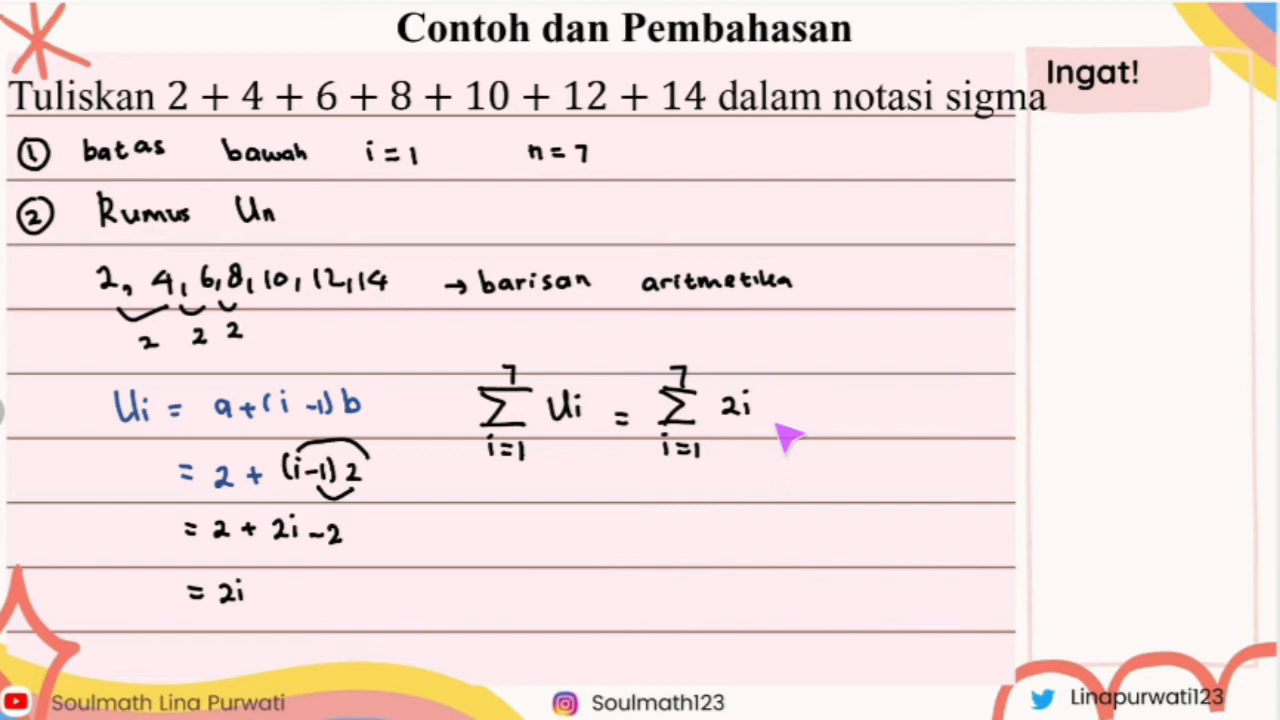 Contoh dan Pembahasan
Ingat!
Tuliskan 2 + 4 + 6 + 8 + 10 + 12 + 14 dalam notasi sigma
① batas bawah i = 1 n = 7
② Rumus Un
2, 4, 6, 8, 10, 12, 14 → barisan aritmetika
2 2 2
Ui = a + (i - 1) b
7 7
∑ Ui = ∑ 2i
i=1 i=1
= 2 + (i-1) 2
= 2 + 2i - 2
= 2i
Soulmath Lina Purwati
Soulmath123
Linapurwati123